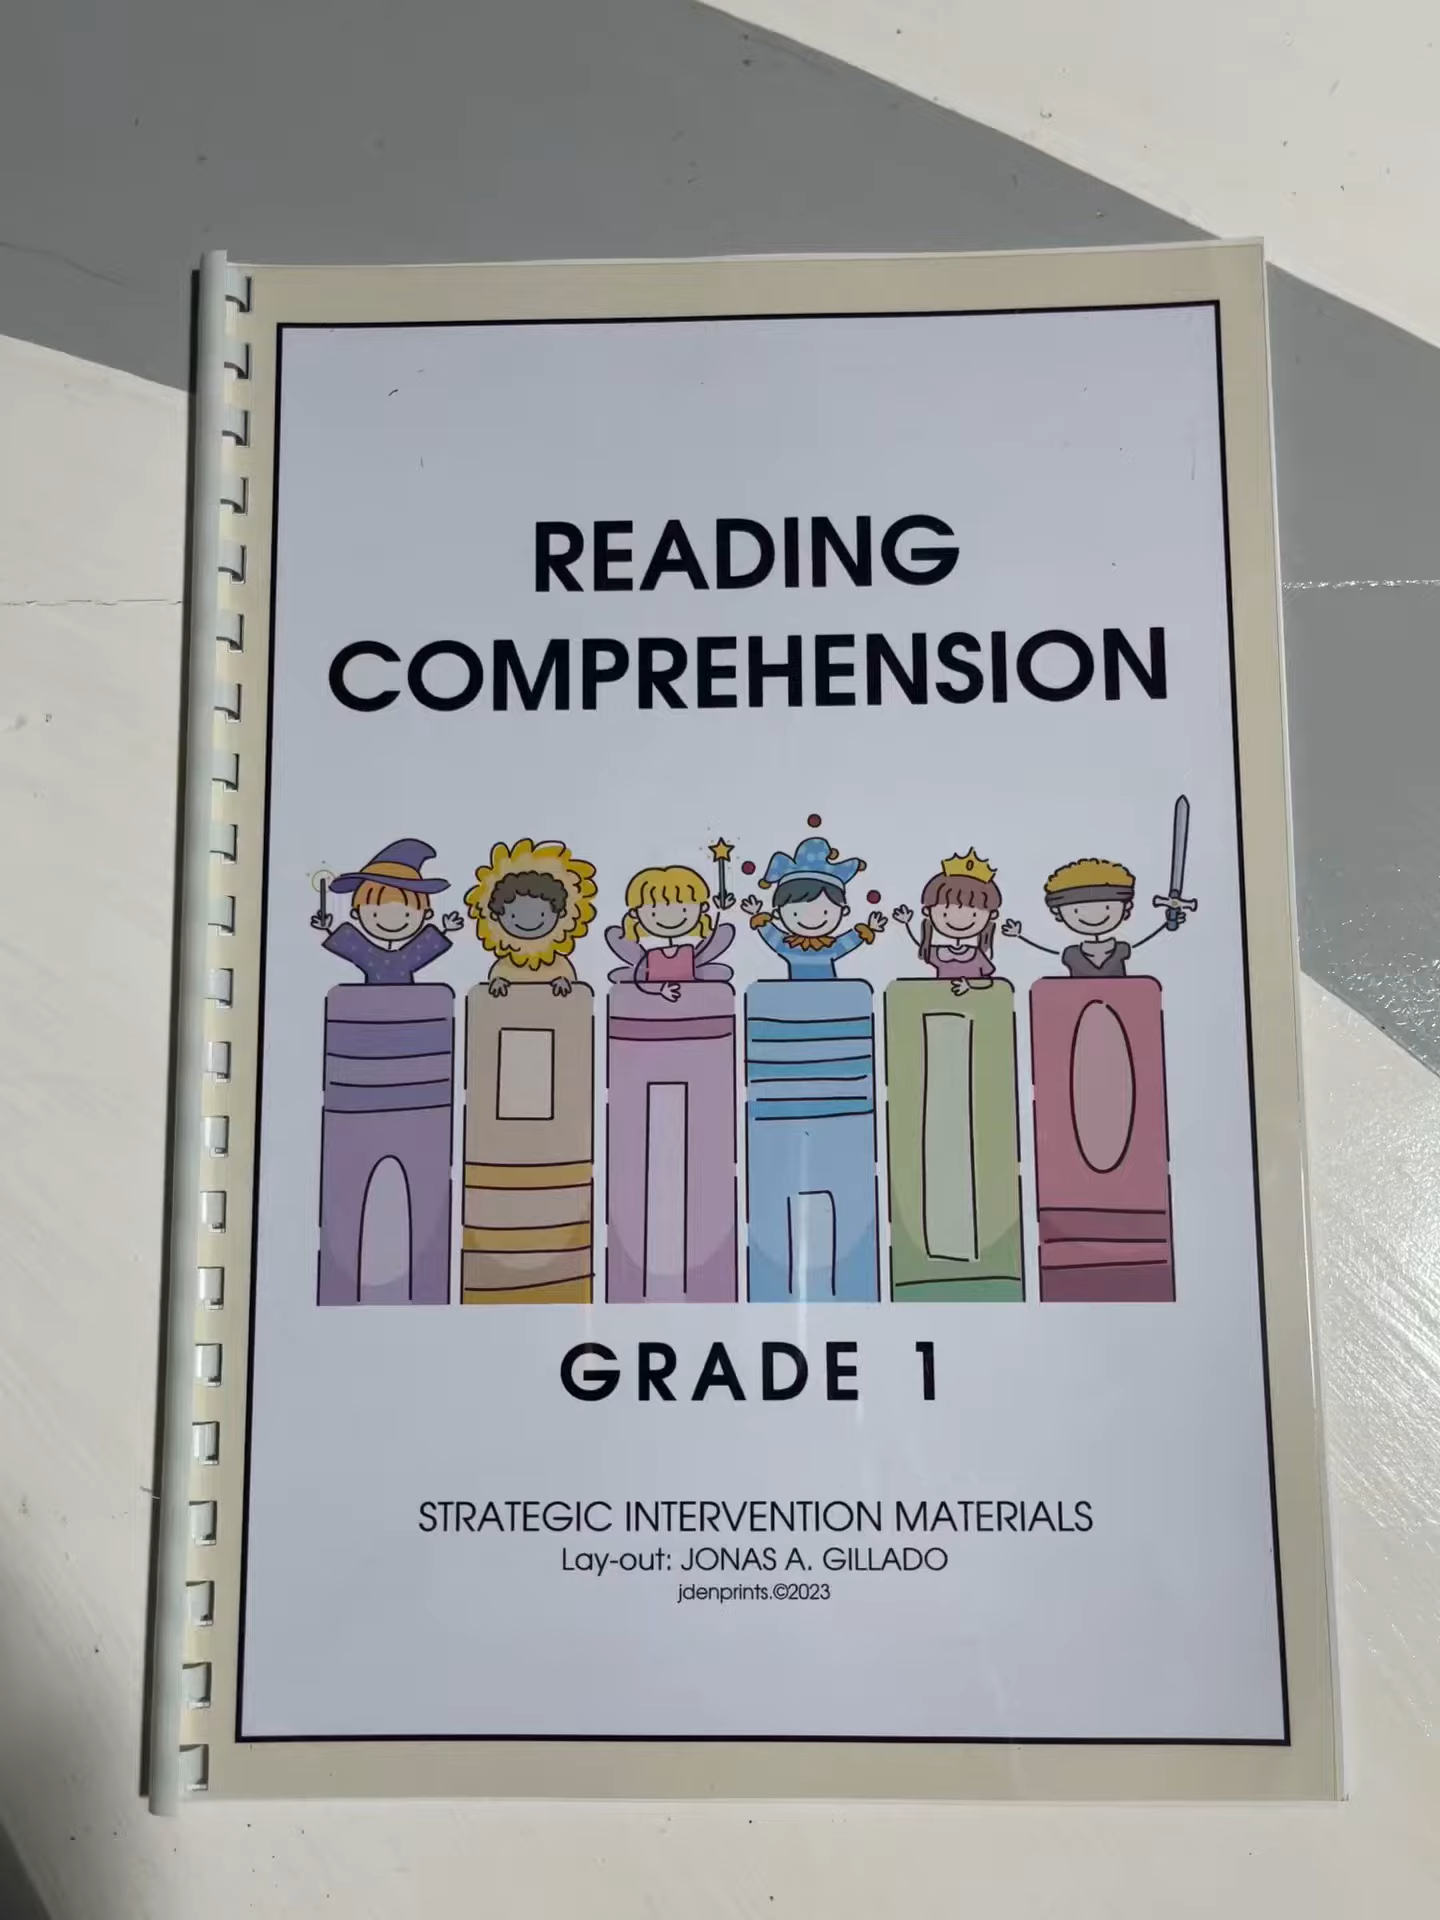 READING
COMPREHENSION
GRADE 1
STRATEGIC INTERVENTION MATERIALS
Lay-out: JONAS A. GILLADO
jdenprints.©2023